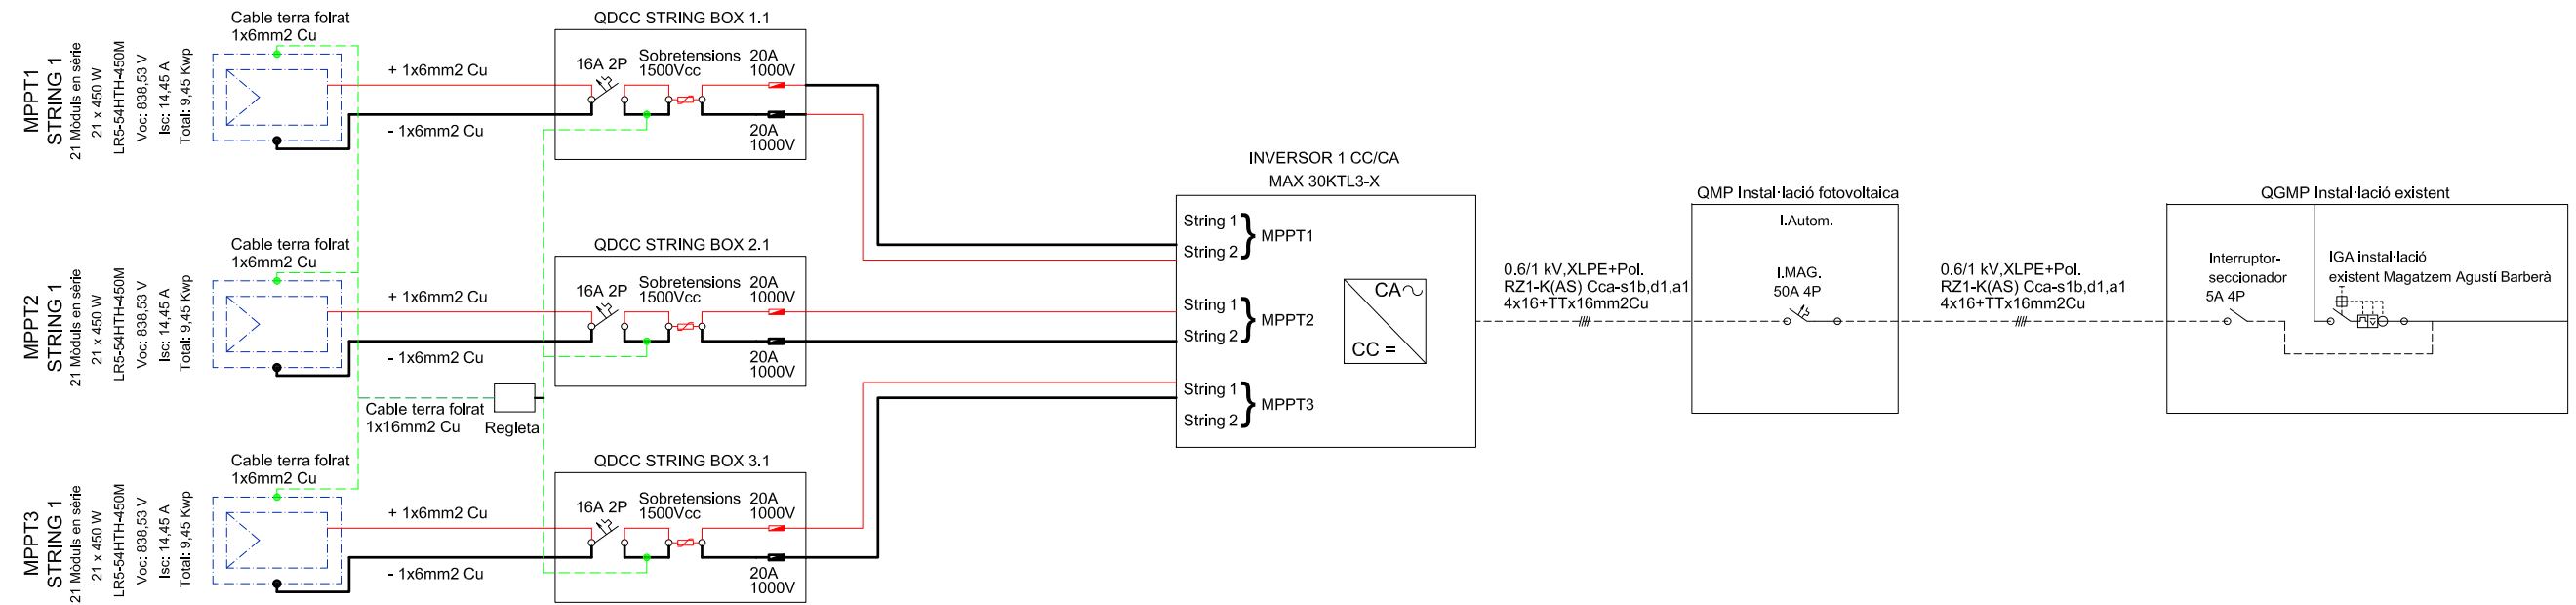 MPPT1
STRING 1
21 Mòduls en sèrie
21 x 450 W
LR5-54HTH-450M
Voc: 838,53 V
Isc: 14,45 A
Total: 9,45 Kwp
Cable terra folrat
1x6mm2 Cu
+ 1x6mm2 Cu
- 1x6mm2 Cu
QDCC STRING BOX 1.1
16A 2P
Sobretensions
1500Vcc
20A
1000V
20A
1000V
MPPT2
STRING 1
21 Mòduls en sèrie
21 x 450 W
LR5-54HTH-450M
Voc: 838,53 V
Isc: 14,45 A
Total: 9,45 Kwp
Cable terra folrat
1x6mm2 Cu
+ 1x6mm2 Cu
- 1x6mm2 Cu
QDCC STRING BOX 2.1
16A 2P
Sobretensions
1500Vcc
20A
1000V
20A
1000V
Cable terra folrat
1x16mm2 Cu
Regleta
MPPT3
STRING 1
21 Mòduls en sèrie
21 x 450 W
LR5-54HTH-450M
Voc: 838,53 V
Isc: 14,45 A
Total: 9,45 Kwp
Cable terra folrat
1x6mm2 Cu
+ 1x6mm2 Cu
- 1x6mm2 Cu
QDCC STRING BOX 3.1
16A 2P
Sobretensions
1500Vcc
20A
1000V
20A
1000V
INVERSOR 1 CC/CA
MAX 30KTL3-X
String 1
String 2
MPPT1
String 1
String 2
MPPT2
String 1
String 2
MPPT3
CA
CC =
0.6/1 kV,XLPE+Pol.
RZ1-K(AS) Cca-s1b,d1,a1
4x16+TTx16mm2Cu
QMP Instal·lació fotovoltaica
I.Autom.
I.MAG.
50A 4P
0.6/1 kV,XLPE+Pol.
RZ1-K(AS) Cca-s1b,d1,a1
4x16+TTx16mm2Cu
QGMP Instal·lació existent
Interruptor-
seccionador
5A 4P
IGA instal·lació
existent Magatzem Agustí Barberà